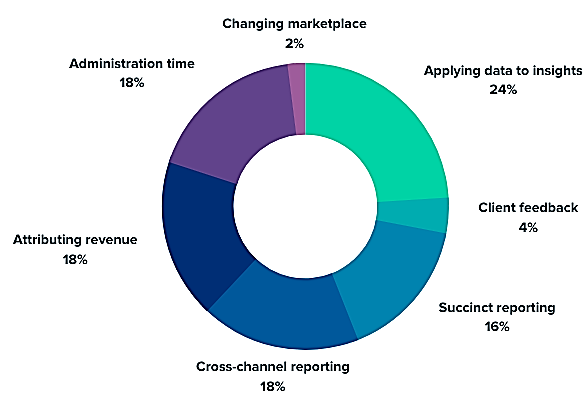 Changing marketplace
2%
Administration time
18%
Applying data to insights
24%
Client feedback
4%
Attributing revenue
18%
Succinct reporting
16%
Cross-channel reporting
18%